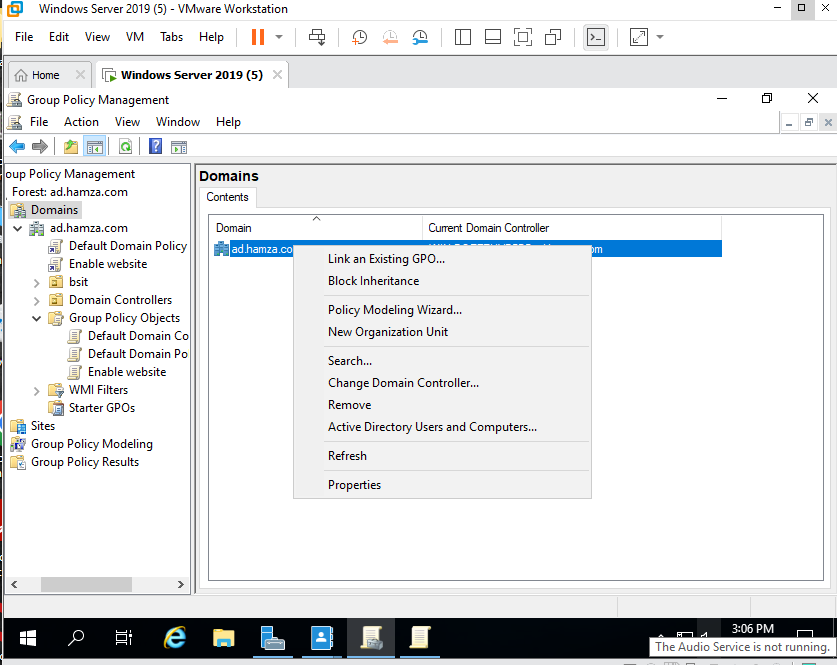 Windows Server 2019 (5) - VMware Workstation
File Edit View VM Tabs Help
Home Windows Server 2019 (5)
Group Policy Management
File Action View Window Help
oup Policy Management
Forest: ad.hamza.com
Domains
ad.hamza.com
Default Domain Policy
Enable website
bsit
Domain Controllers
Group Policy Objects
Default Domain Co
Default Domain Po
Enable website
WMI Filters
Starter GPOs
Sites
Group Policy Modeling
Group Policy Results
Domains
Contents
Domain Current Domain Controller
ad.hamza.co
Link an Existing GPO...
Block Inheritance
Policy Modeling Wizard...
New Organization Unit
Search...
Change Domain Controller...
Remove
Active Directory Users and Computers...
Refresh
Properties
3:06 PM
The Audio Service is not running.